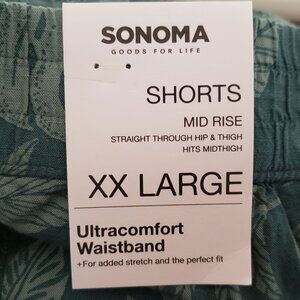 SONOMA
GOODS FOR LIFE
SHORTS
MID RISE
STRAIGHT THROUGH HIP & THIGH
HITS MIDTHIGH
XX LARGE
Ultracomfort
Waistband
+For added stretch and the perfect fit